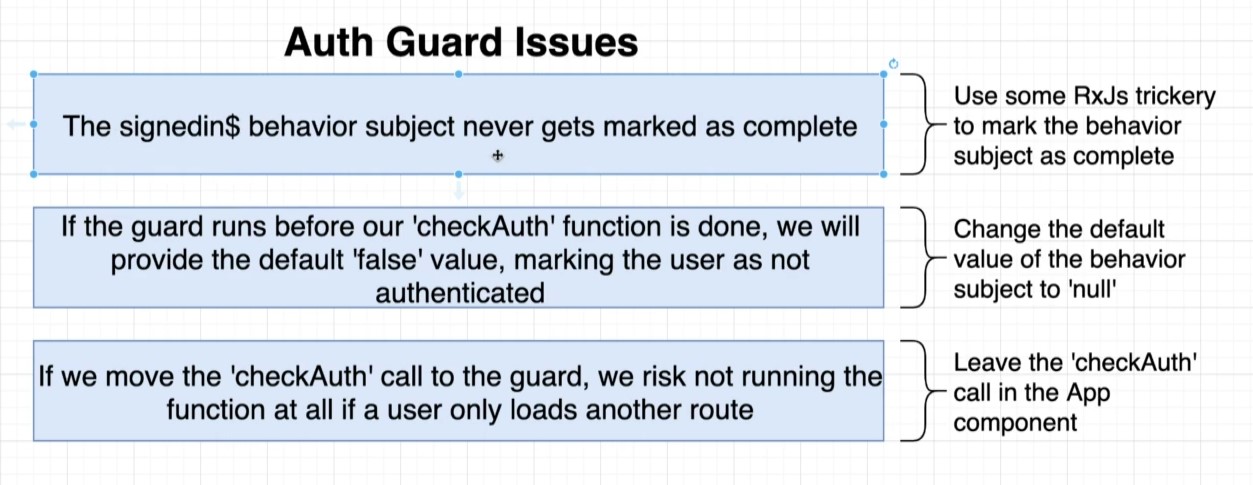 Auth Guard Issues
The signedin$ behavior subject never gets marked as complete
Use some RxJs trickery
to mark the behavior
subject as complete
If the guard runs before our 'checkAuth' function is done, we will
provide the default 'false' value, marking the user as not
authenticated
Change the default
value of the behavior
subject to 'null'
If we move the 'checkAuth' call to the guard, we risk not running the
function at all if a user only loads another route
Leave the 'checkAuth'
call in the App
component